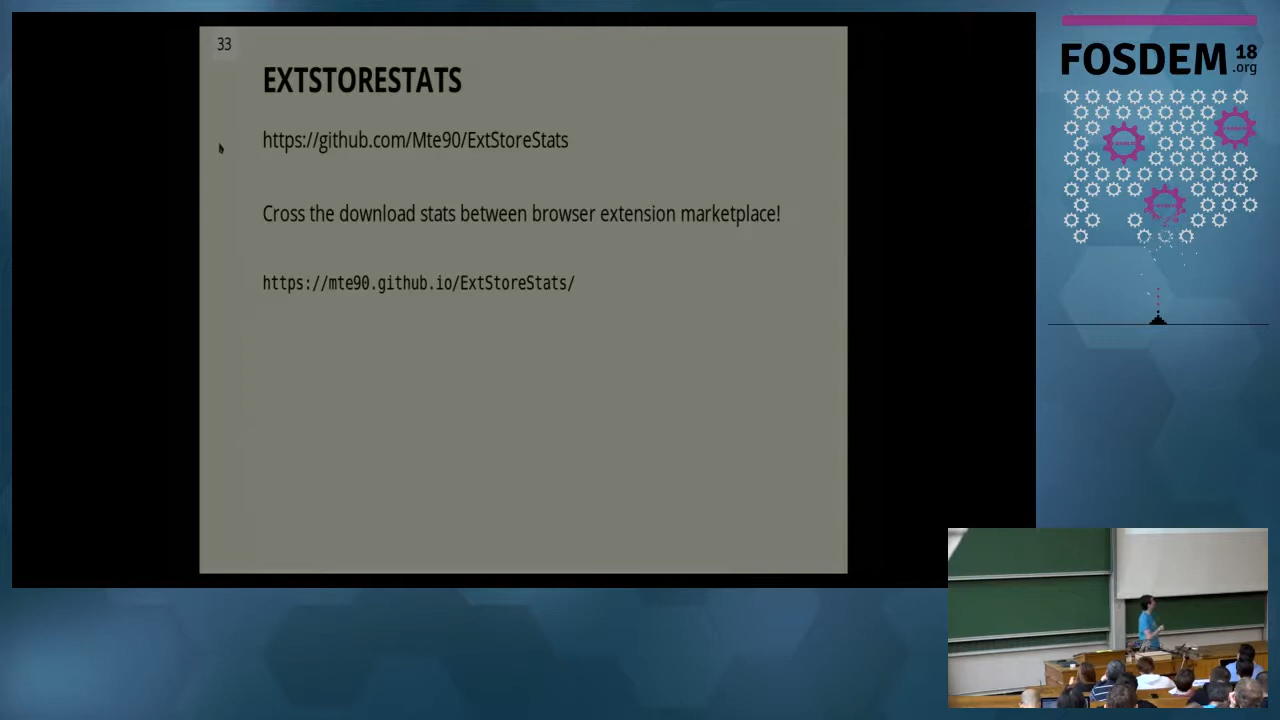 33
EXTSTORESTATS
https://github.com/Mte90/ExtStoreStats
Cross the download stats between browser extension marketplace!
https://mte90.github.io/ExtStoreStats/
FOSDEM 18
.org